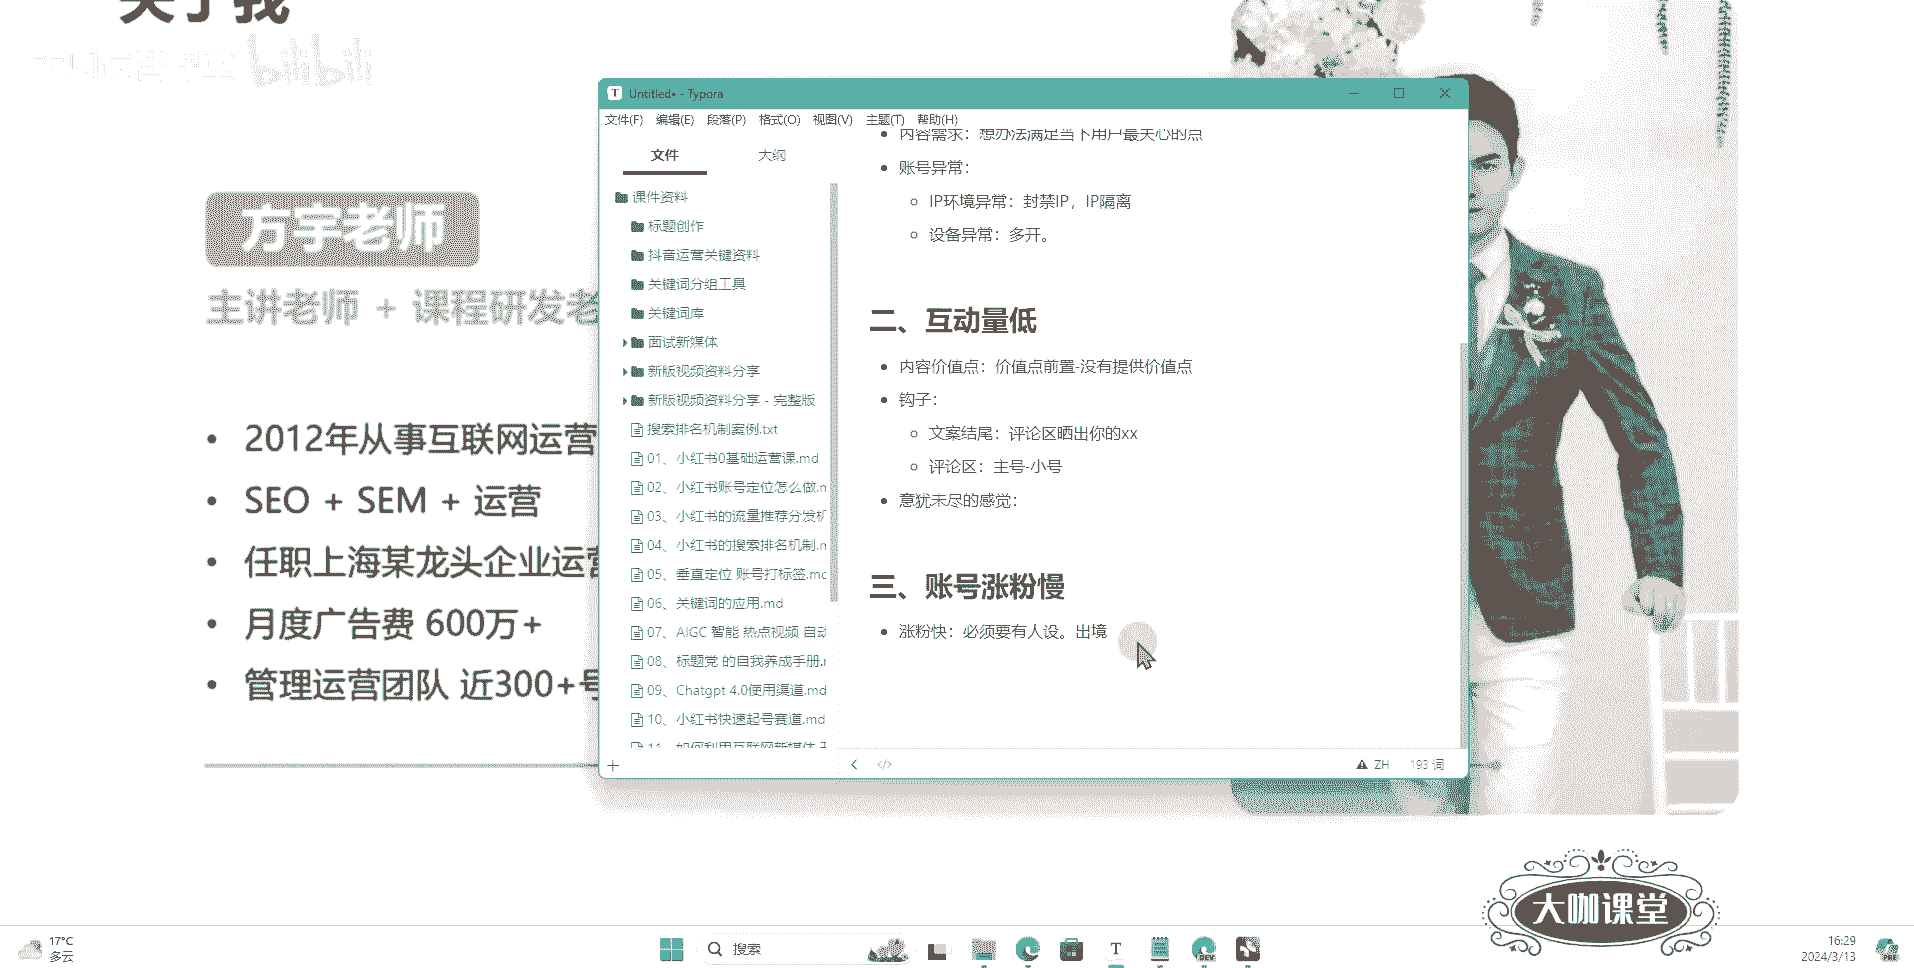 关于我
bilibili
方宇老师
主讲老师 + 课程研发老
2012年从事互联网运营
SEO + SEM + 运营
任职上海某龙头企业运营
月度广告费 600万+
管理运营团队 近300+号
Untitled• - Typora
文件(F) 编辑(E) 段落(P) 格式(O) 视图(V) 主题(T) 帮助(H)
文件 大纲
课件资料
标题创作
抖音运营关键资料
关键词分组工具
关键词库
面试新媒体
新版视频资料分享
新版视频资料分享 - 完整版
搜索排名机制案例.txt
01、小红书0基础运营课.md
02、小红书账号定位怎么做.m
03、小红书的流量推荐分发机
04、小红书的搜索排名机制.m
05、垂直定位 账号打标签.md
06、关键词的应用.md
07、AIGC 智能 热点视频 自动
08、标题党 的自我养成手册.m
09、Chatgpt 4.0使用渠道.md
10、小红书快速起号赛道.md
11、如何利用互联网新媒体
内容需求：想办法满足当下用户最关心的点
账号异常：
IP环境异常：封禁IP，IP隔离
设备异常：多开。
二、互动量低
内容价值点：价值点前置-没有提供价值点
钩子：
文案结尾：评论区晒出你的xx
评论区：主号-小号
意犹未尽的感觉：
三、账号涨粉慢
涨粉快：必须要有人设。出境
ZH 193 词
大咖课堂
17°C
多云
搜索
T
DEV
16:29
2024/3/13
PRE